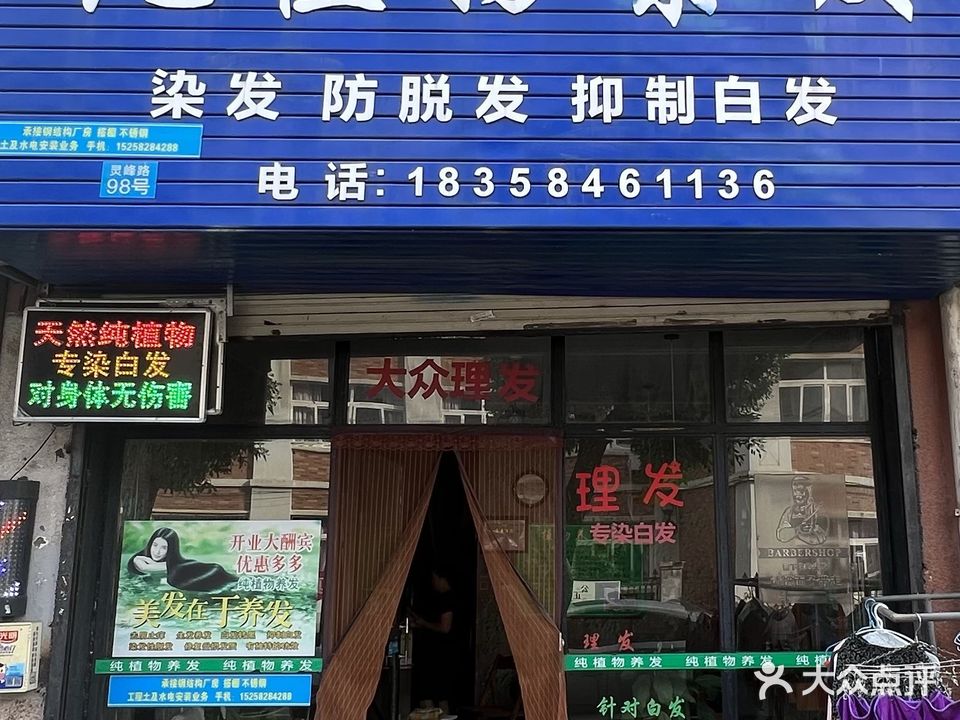 染发 防脱发 抑制白发
承接钢结构厂房 搭棚 不锈钢
土及水电安装业务 手机: 15258284288
灵峰路
98号
电 话: 18358461136
天然纯植物
专染白发
对身体无伤害
大众理发
理发
专染白发
BARBERSHOP
开业大酬宾
优惠多多
纯植物养发
美发在于养发
理 发
纯植物养发 纯植物养发
纯植物养发 纯植物养发 纯植
承接钢结构厂房 搭棚 不锈钢
工程土及水电安装业务 手机: 15258284288
针对白发
大众点评